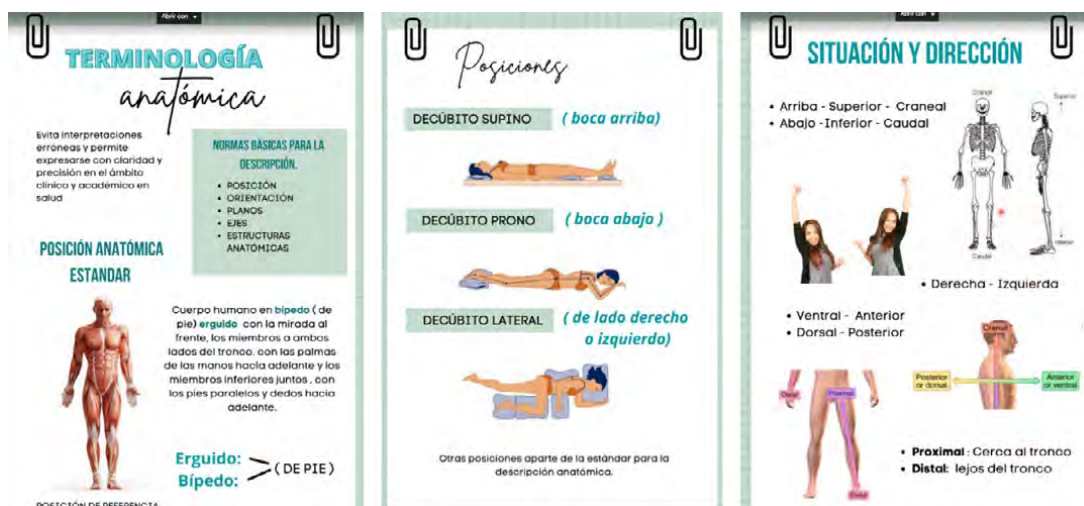 Abrir con
TERMINOLOGÍA
anatómica
Evita interpretaciones
erróneas y permite
expresarse con claridad y
precisión en el ámbito
clínico y académico en
salud
NORMAS BÁSICAS PARA LA
DESCRIPCIÓN.
• POSICIÓN
• ORIENTACIÓN
• PLANOS
• EJES
• ESTRUCTURAS
ANATÓMICAS
POSICIÓN ANATÓMICA
ESTANDAR
Cuerpo humano en bípedo ( de
pie) erguido con la mirada al
frente, los miembros a ambos
lados del tronco, con las palmas
de las manos hacia adelante y los
miembros inferiores juntos , con
los pies paralelos y dedos hacia
adelante.
Erguido:
Bípedo:
(DE PIE)
POSICIÓN DE REFERENCIA
Posiciones
DECÚBITO SUPINO
( boca arriba)
DECÚBITO PRONO
( boca abajo )
DECÚBITO LATERAL
( de lado derecho
o izquierdo)
Otras posiciones aparte de la estándar para la
descripción anatómica.
Abrir con
SITUACIÓN Y DIRECCIÓN
• Arriba - Superior - Craneal
• Abajo -Inferior - Caudal
Cranial
Superior
Caudal
Inferior
• Derecha - Izquierda
• Ventral - Anterior
• Dorsal - Posterior
Cranial
Posterior
or dorsal
Anterior
or ventral
Distal
Proximal
Distal
• Proximal : Cerca al tronco
• Distal: lejos del tronco